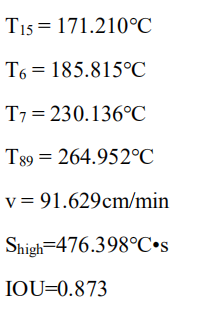 T15 = 171.210°C
T6 = 185.815°C
T7 = 230.136°C
T89 = 264.952°C
v = 91.629cm/min
Shigh=476.398°C•s
IOU=0.873